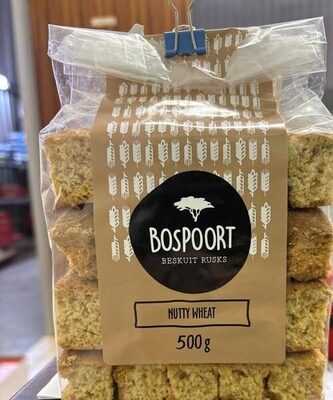 BOSPOORT
BESKUIT RUSKS
NUTTY WHEAT
500g